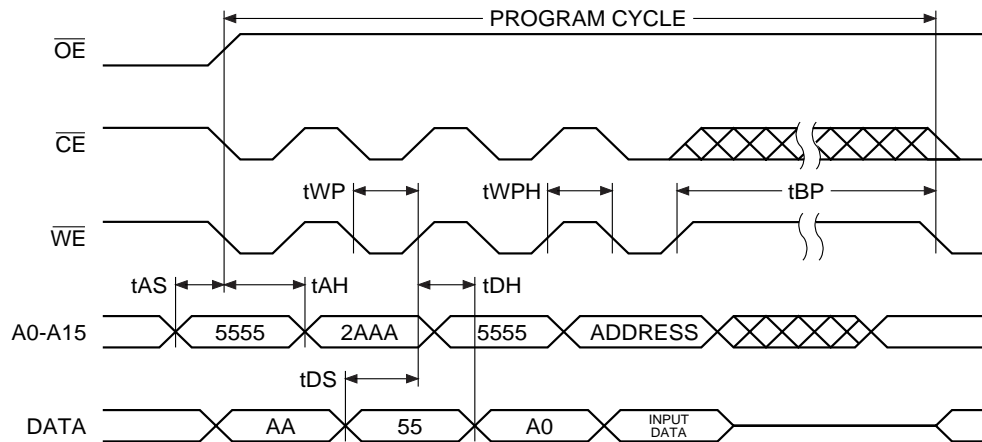 PROGRAM CYCLE
OE
CE
tWP tWPH tBP
WE
tAS tAH tDH
A0-A15 5555 2AAA 5555 ADDRESS
tDS
DATA AA 55 A0 INPUT DATA